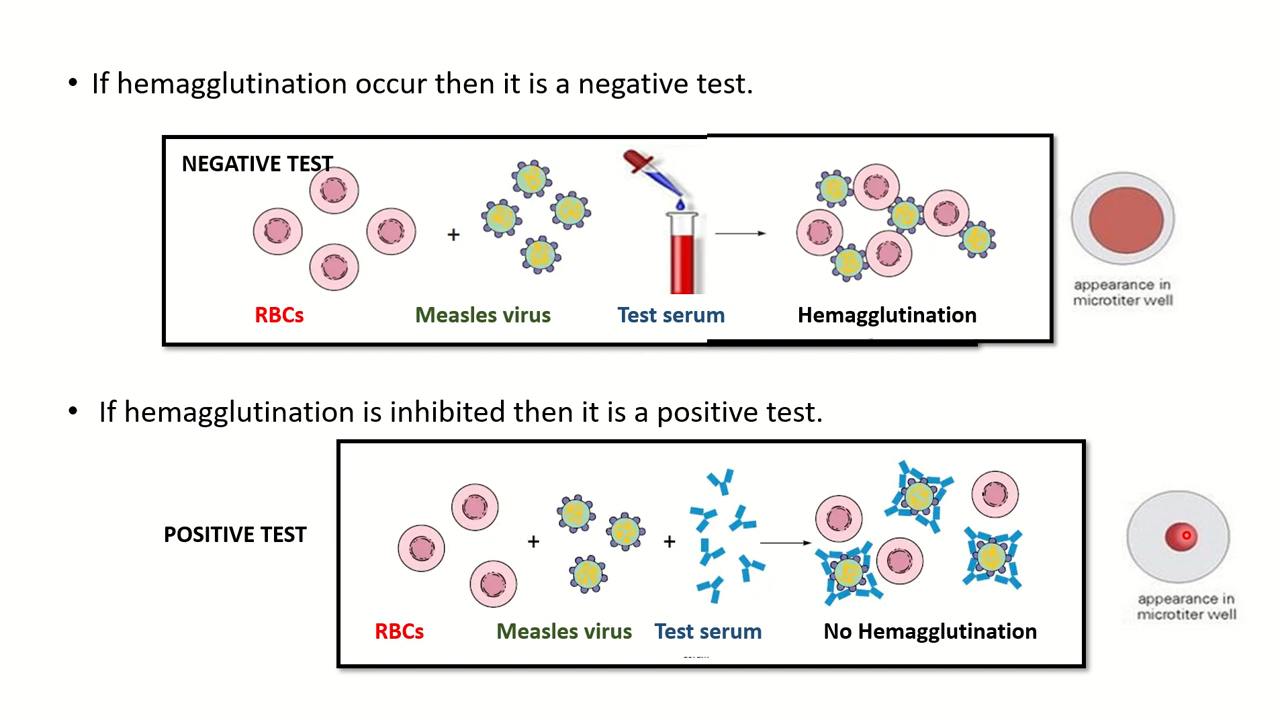 • If hemagglutination occur then it is a negative test.
NEGATIVE TEST
+
RBCs Measles virus Test serum Hemagglutination
appearance in
microtiter well
• If hemagglutination is inhibited then it is a positive test.
POSITIVE TEST
+ +
RBCs Measles virus Test serum No Hemagglutination
appearance in
microtiter well